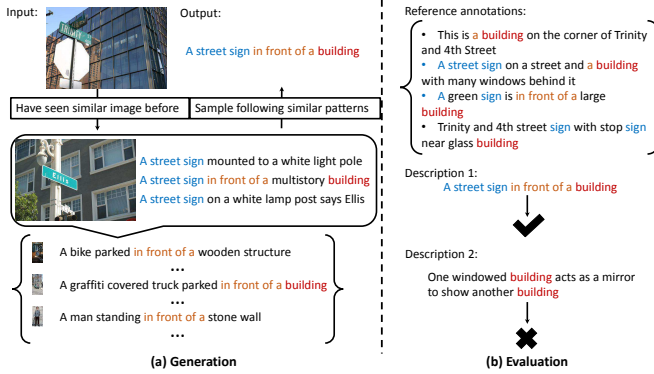 Input:
Output:
TRINITY
A street sign in front of a building
Have seen similar image before
Sample following similar patterns
Ellis
A street sign mounted to a white light pole
A street sign in front of a multistory building
A street sign on a white lamp post says Ellis
A bike parked in front of a wooden structure
...
A graffiti covered truck parked in front of a building
...
A man standing in front of a stone wall
...
(a) Generation
Reference annotations:
• This is a building on the corner of Trinity
and 4th Street
• A street sign on a street and a building
with many windows behind it
• A green sign is in front of a large
building
• Trinity and 4th street sign with stop sign
near glass building
Description 1:
A street sign in front of a building
Description 2:
One windowed building acts as a mirror
to show another building
(b) Evaluation